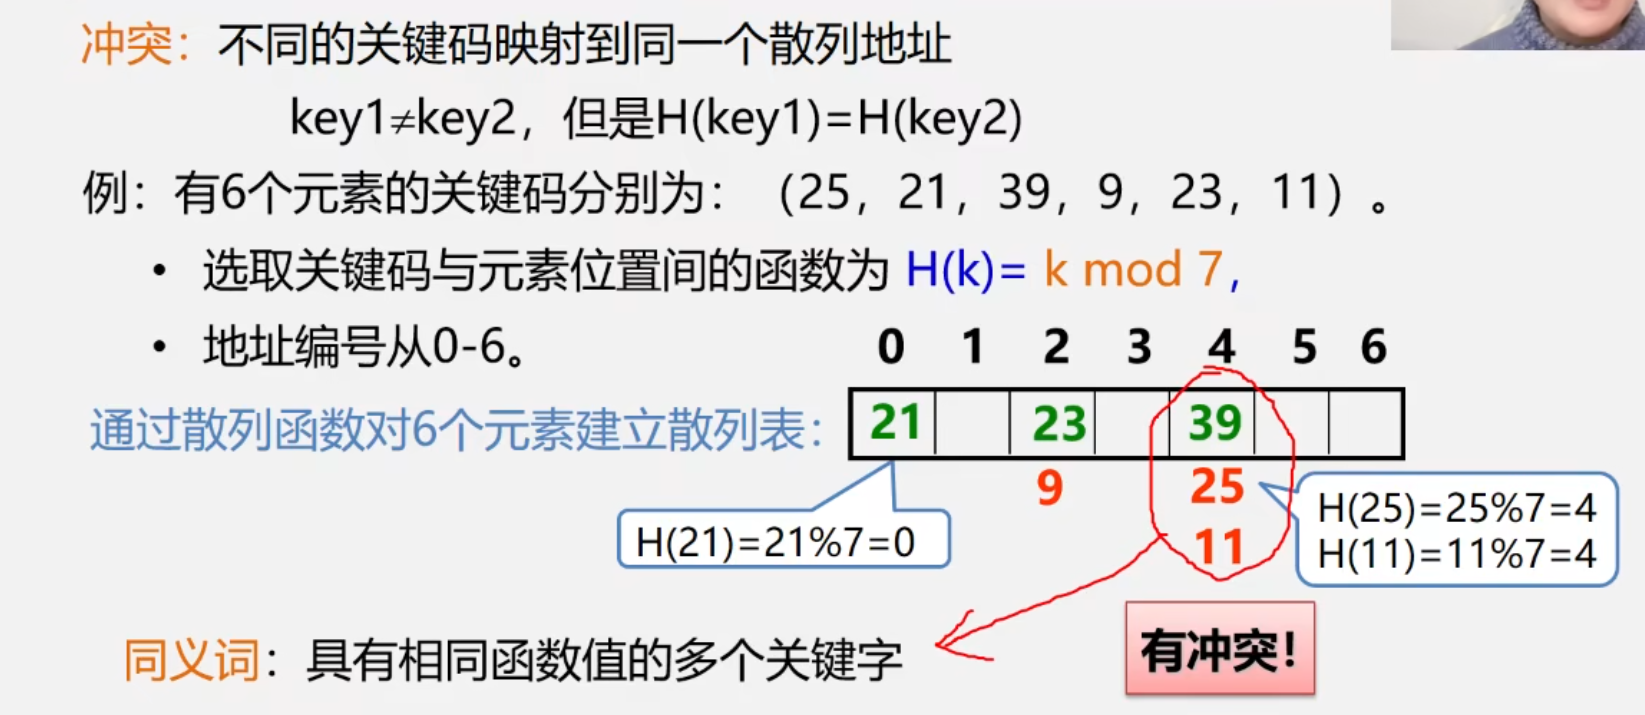 冲突：不同的关键码映射到同一个散列地址
key1≠key2，但是H(key1)=H(key2)
例：有6个元素的关键码分别为：（25，21，39，9，23，11）。
• 选取关键码与元素位置间的函数为 H(k)= k mod 7，
• 地址编号从0-6。
0 1 2 3 4 5 6
通过散列函数对6个元素建立散列表：
21 23 39
9 25
11
H(21)=21%7=0
H(25)=25%7=4
H(11)=11%7=4
有冲突！
同义词：具有相同函数值的多个关键字